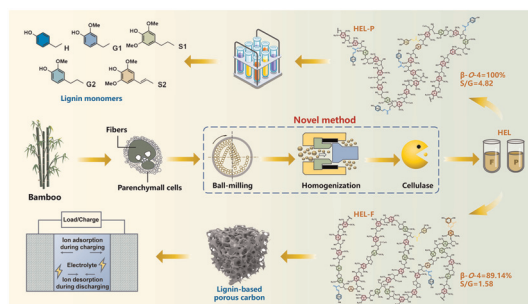 HO
H
OMe
HO
G1
OMe
HO
MeO
S1
OMe
HO
G2
OMe
HO
MeO
S2
Lignin monomers
HEL-P
β-O-4=100%
S/G=4.82
Novel method
Fibers
Bamboo
Parenchymall cells
Ball-milling
Homogenization
Cellulase
HEL
F
P
Load/Charge
Ion adsorption
during charging
Electrolyte
Ion desorption
during discharging
Lignin-based
porous carbon
HEL-F
β-O-4=89.14%
S/G=1.58